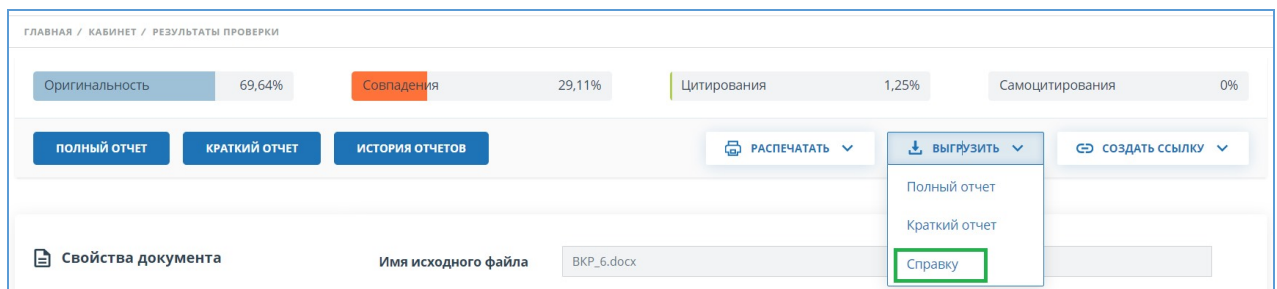 ГЛАВНАЯ / КАБИНЕТ / РЕЗУЛЬТАТЫ ПРОВЕРКИ
Оригинальность 69,64% Совпадения 29,11% Цитирования 1,25% Самоцитирования 0%
ПОЛНЫЙ ОТЧЕТ КРАТКИЙ ОТЧЕТ ИСТОРИЯ ОТЧЕТОВ РАСПЕЧАТАТЬ ВЫГРУЗИТЬ СОЗДАТЬ ССЫЛКУ
Полный отчет
Краткий отчет
Свойства документа Имя исходного файла ВКР_6.docx Справку